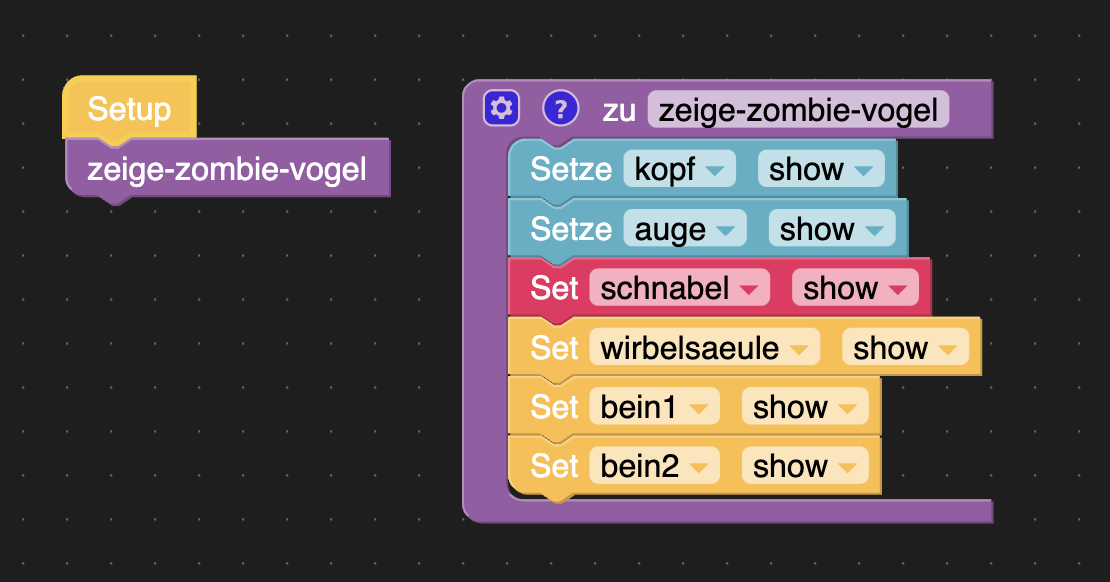 Setup
zeige-zombie-vogel
? zu zeige-zombie-vogel
Setze kopf show
Setze auge show
Set schnabel show
Set wirbelsaeule show
Set bein1 show
Set bein2 show